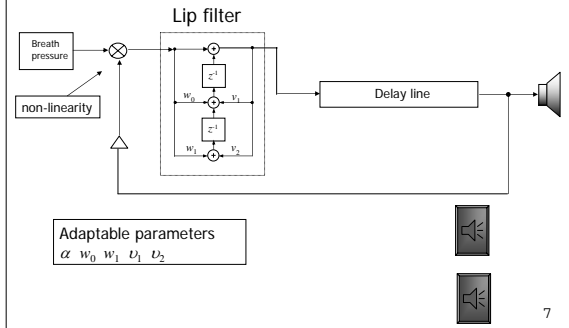 Lip filter
Breath
pressure
z⁻¹
w₀ v₁
Delay line
non-linearity
z⁻¹
w₁ v₂
Adaptable parameters
α w₀ w₁ υ₁ υ₂
7